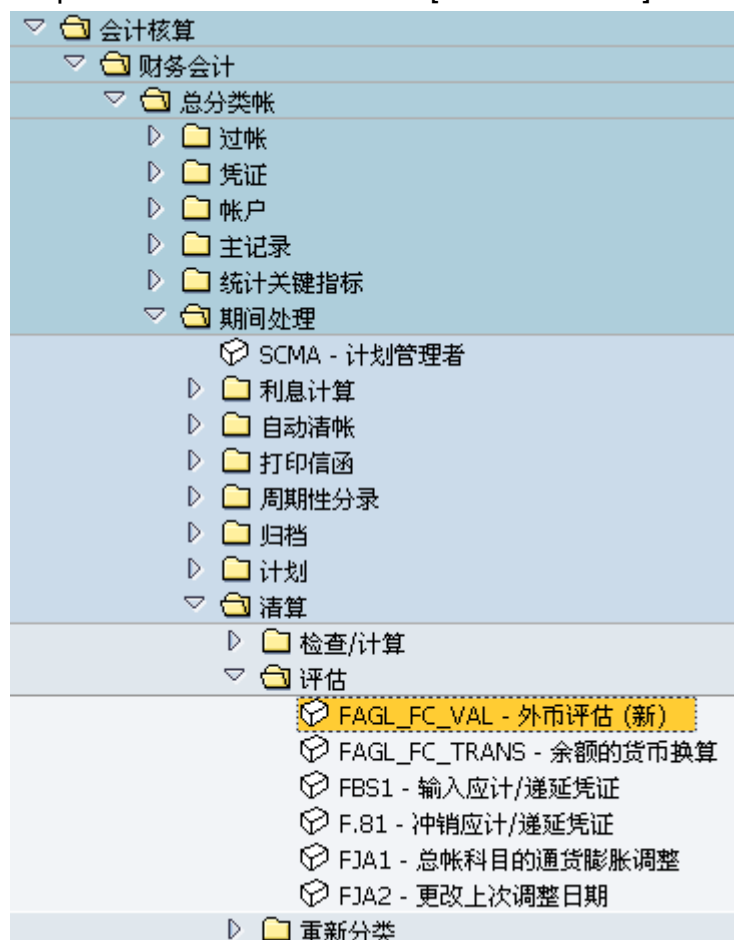 会计核算
财务会计
总分类帐
过帐
凭证
帐户
主记录
统计关键指标
期间处理
SCMA - 计划管理者
利息计算
自动清帐
打印信函
周期性分录
归档
计划
清算
检查/计算
评估
FAGL_FC_VAL - 外币评估 (新)
FAGL_FC_TRANS - 余额的货币换算
FBS1 - 输入应计/递延凭证
F.81 - 冲销应计/递延凭证
FJA1 - 总帐科目的通货膨胀调整
FJA2 - 更改上次调整日期
重新分类